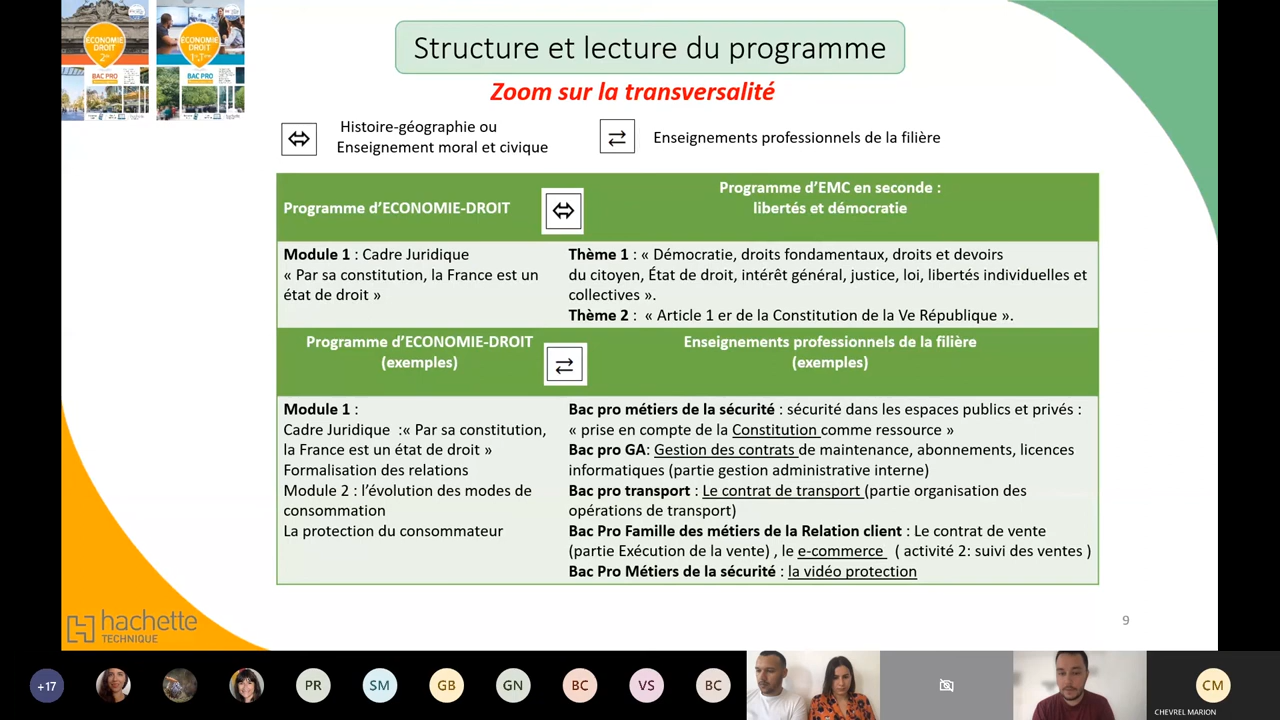 ÉCONOMIE
DROIT
2de
BAC PRO
ÉCONOMIE
DROIT
1re, Tle
BAC PRO
Structure et lecture du programme
Zoom sur la transversalité
Histoire-géographie ou
Enseignement moral et civique
Enseignements professionnels de la filière
Programme d’ECONOMIE-DROIT
Programme d’EMC en seconde :
libertés et démocratie
Module 1 : Cadre Juridique
« Par sa constitution, la France est un
état de droit »
Thème 1 : « Démocratie, droits fondamentaux, droits et devoirs
du citoyen, État de droit, intérêt général, justice, loi, libertés individuelles et
collectives ».
Thème 2 : « Article 1 er de la Constitution de la Ve République ».
Programme d’ECONOMIE-DROIT
(exemples)
Enseignements professionnels de la filière
(exemples)
Module 1 :
Cadre Juridique :« Par sa constitution,
la France est un état de droit »
Formalisation des relations
Module 2 : l’évolution des modes de
consommation
La protection du consommateur
Bac pro métiers de la sécurité : sécurité dans les espaces publics et privés :
« prise en compte de la Constitution comme ressource »
Bac pro GA: Gestion des contrats de maintenance, abonnements, licences
informatiques (partie gestion administrative interne)
Bac pro transport : Le contrat de transport (partie organisation des
opérations de transport)
Bac Pro Famille des métiers de la Relation client : Le contrat de vente
(partie Exécution de la vente) , le e-commerce ( activité 2: suivi des ventes )
Bac Pro Métiers de la sécurité : la vidéo protection
hachette
TECHNIQUE
9
+17
PR
SM
GB
GN
BC
VS
BC
CM
CHEVREL MARION